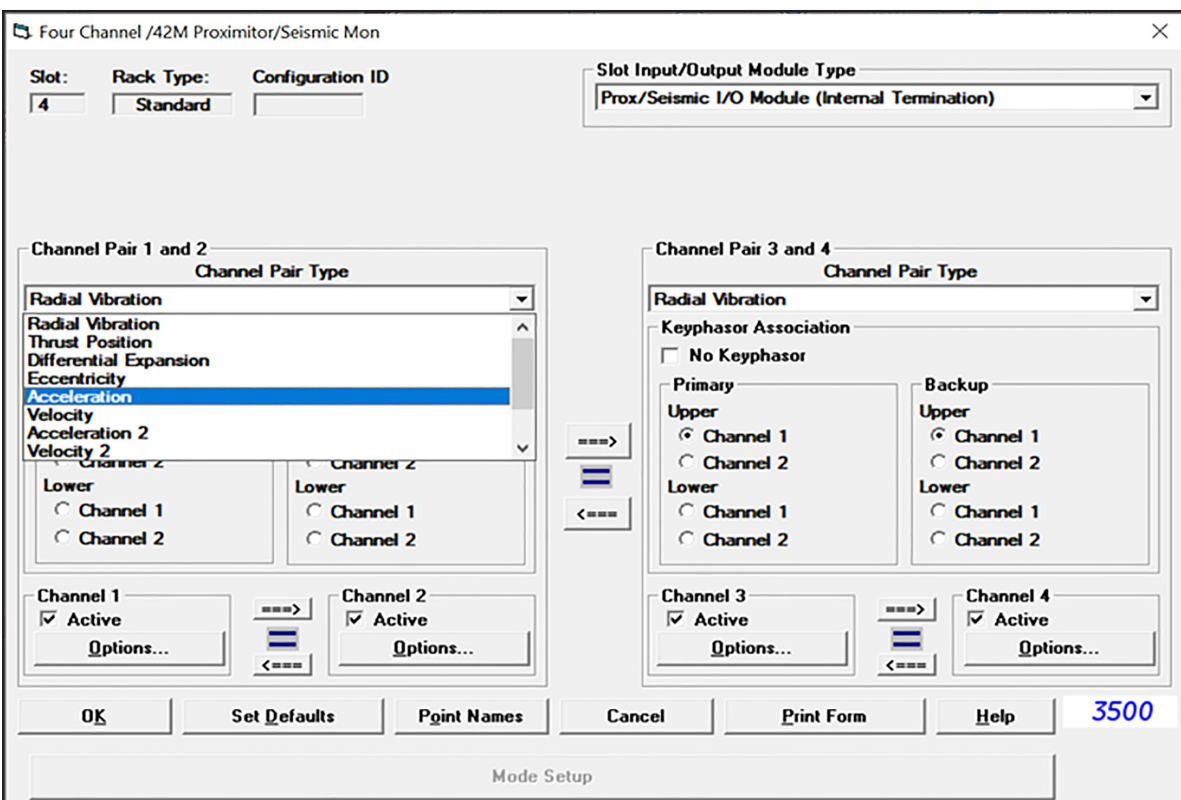 Four Channel /42M Proximitor/Seismic Mon
Slot: Rack Type: Configuration ID
4 Standard
Slot Input/Output Module Type
Prox/Seismic I/O Module (Internal Termination)
Channel Pair 1 and 2
Channel Pair Type
Radial Vibration
Radial Vibration
Thrust Position
Differential Expansion
Eccentricity
Acceleration
Velocity
Acceleration 2
Velocity 2
Channel 2 Channel 2
Lower Lower
Channel 1 Channel 1
Channel 2 Channel 2
Channel 1
Active
Options...
===>
<===
Channel 2
Active
Options...
===>
<===
Channel Pair 3 and 4
Channel Pair Type
Radial Vibration
Keyphasor Association
No Keyphasor
Primary Backup
Upper Upper
Channel 1 Channel 1
Channel 2 Channel 2
Lower Lower
Channel 1 Channel 1
Channel 2 Channel 2
Channel 3
Active
Options...
===>
<===
Channel 4
Active
Options...
OK Set Defaults Point Names Cancel Print Form Help 3500
Mode Setup